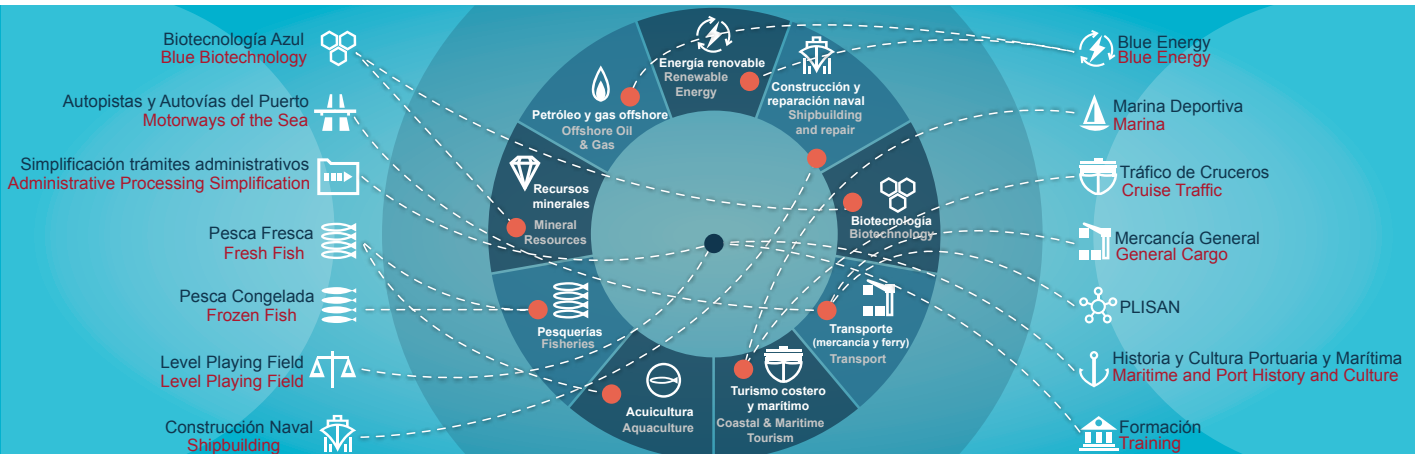 Biotecnología Azul
Blue Biotechnology
Autopistas y Autovías del Puerto
Motorways of the Sea
Simplificación trámites administrativos
Administrative Processing Simplification
Pesca Fresca
Fresh Fish
Pesca Congelada
Frozen Fish
Level Playing Field
Level Playing Field
Construcción Naval
Shipbuilding
Energía renovable
Renewable
Energy
Construcción y
reparación naval
Shipbuilding
and repair
Petróleo y gas offshore
Offshore Oil
& Gas
Recursos
minerales
Mineral
Resources
Biotecnología
Biotechnology
Pesquerías
Fisheries
Transporte
(mercancía y ferry)
Transport
Acuicultura
Aquaculture
Turismo costero
y marítimo
Coastal & Maritime
Tourism
Blue Energy
Blue Energy
Marina Deportiva
Marina
Tráfico de Cruceros
Cruise Traffic
Mercancía General
General Cargo
PLISAN
Historia y Cultura Portuaria y Marítima
Maritime and Port History and Culture
Formación
Training